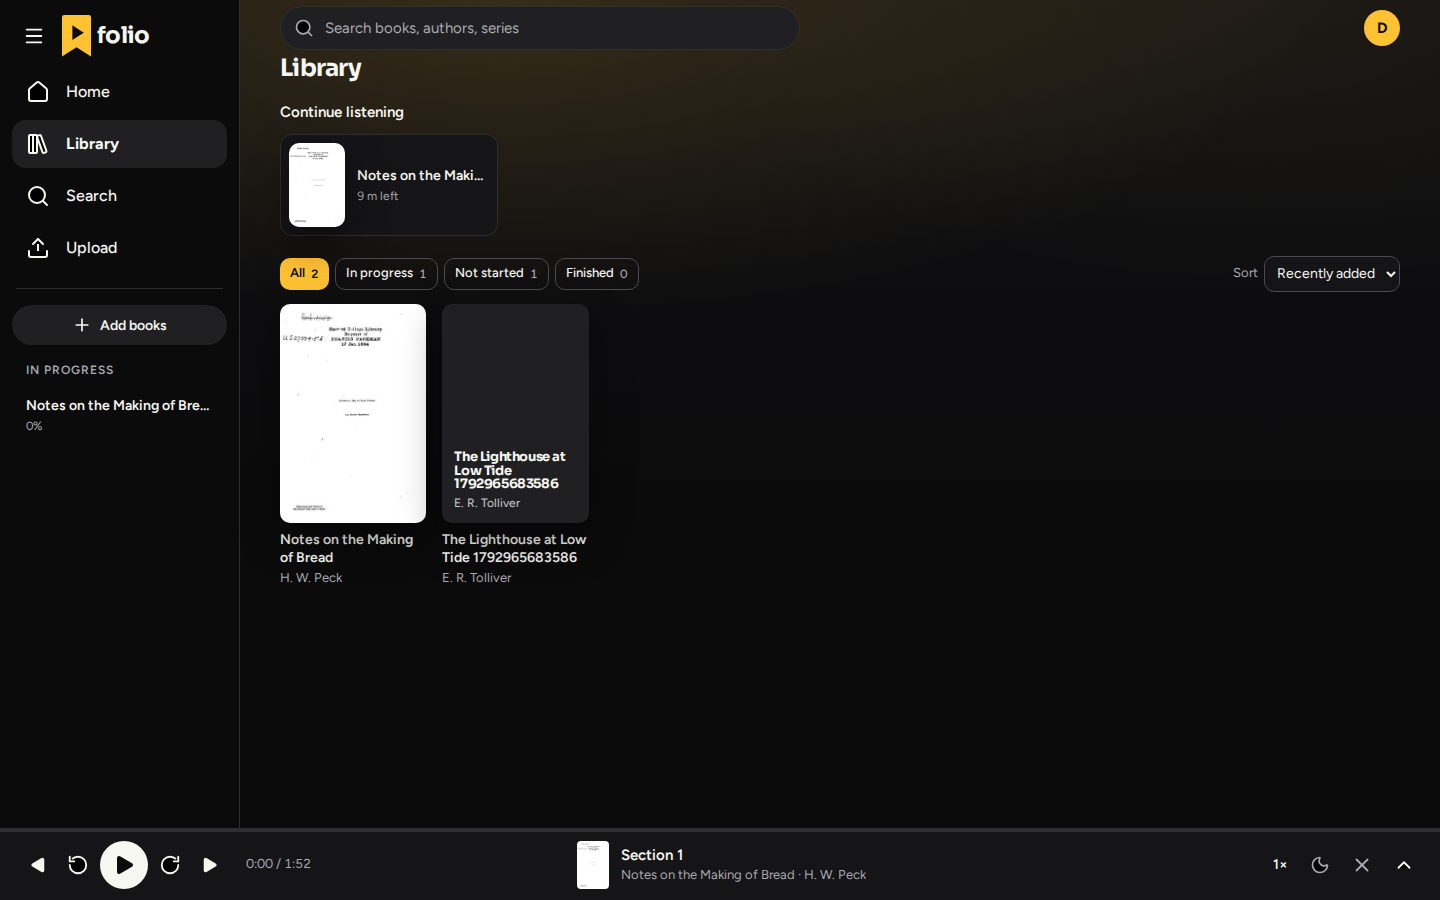 folio
Search books, authors, series
D
Home
Library
Search
Upload
Add books
IN PROGRESS
Notes on the Making of Bre...
0%
Library
Continue listening
Notes on the Maki...
9 m left
All 2
In progress 1
Not started 1
Finished 0
Sort
Recently added
The Lighthouse at
Low Tide
1792965683586
E. R. Tolliver
Notes on the Making
of Bread
H. W. Peck
The Lighthouse at Low
Tide 1792965683586
E. R. Tolliver
0:00 / 1:52
Section 1
Notes on the Making of Bread · H. W. Peck
1×